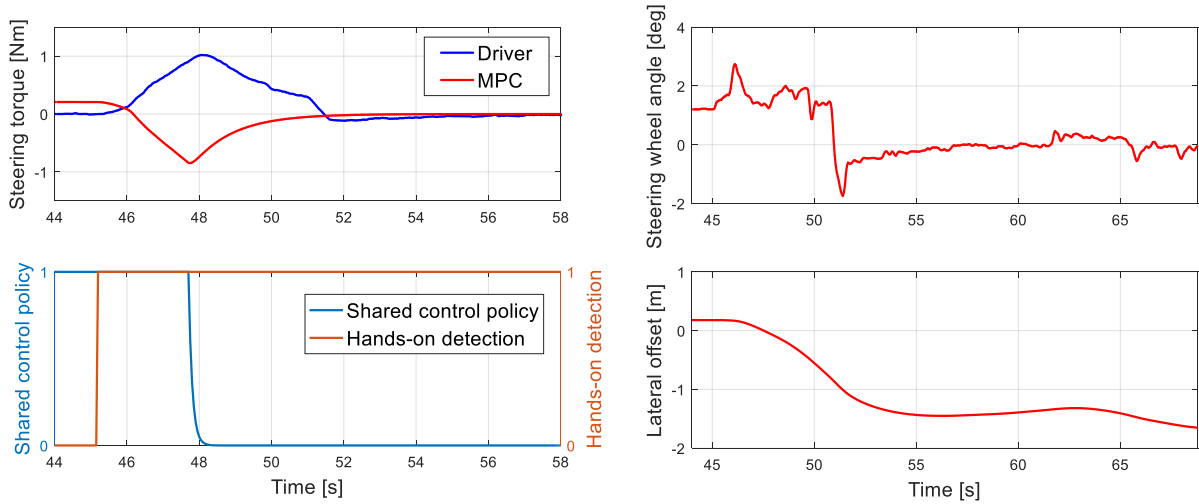 Steering torque [Nm]
1
0
-1
Driver
MPC
44 46 48 50 52 54 56 58
Steering wheel angle [deg]
4
2
0
-2
45 50 55 60 65
Shared control policy
1
0
Shared control policy
Hands-on detection
1
0
Hands-on detection
44 46 48 50 52 54 56 58
Time [s]
Lateral offset [m]
1
0
-1
-2
45 50 55 60 65
Time [s]